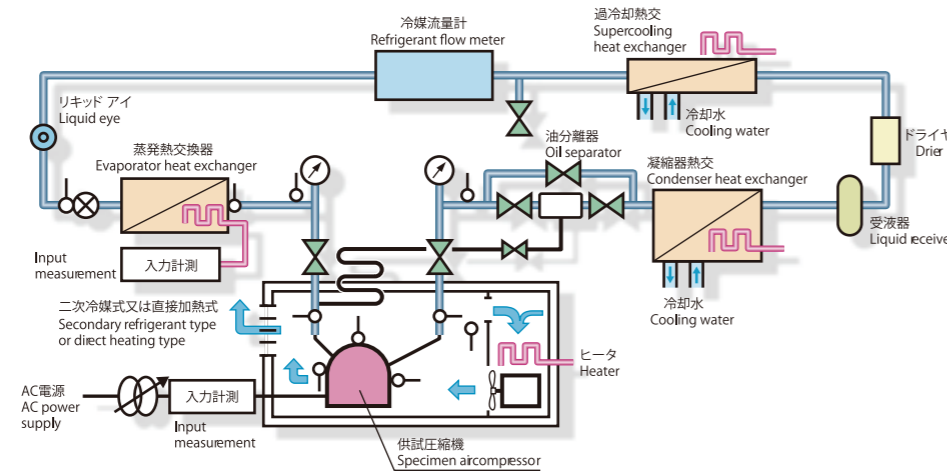 冷媒流量計
Refrigerant flow meter
過冷却熱交
Supercooling
heat exchanger
リキッド アイ
Liquid eye
冷却水
Cooling water
ドライヤ
Drier
蒸発熱交換器
Evaporator heat exchanger
油分離器
Oil separator
凝縮器熱交
Condenser heat exchanger
受液器
Liquid receive
Input
measurement
入力計測
冷却水
Cooling water
二次冷媒式又は直接加熱式
Secondary refrigerant type
or direct heating type
ヒータ
Heater
AC電源
AC power
supply
入力計測
Input
measurement
供試圧縮機
Specimen aircompressor